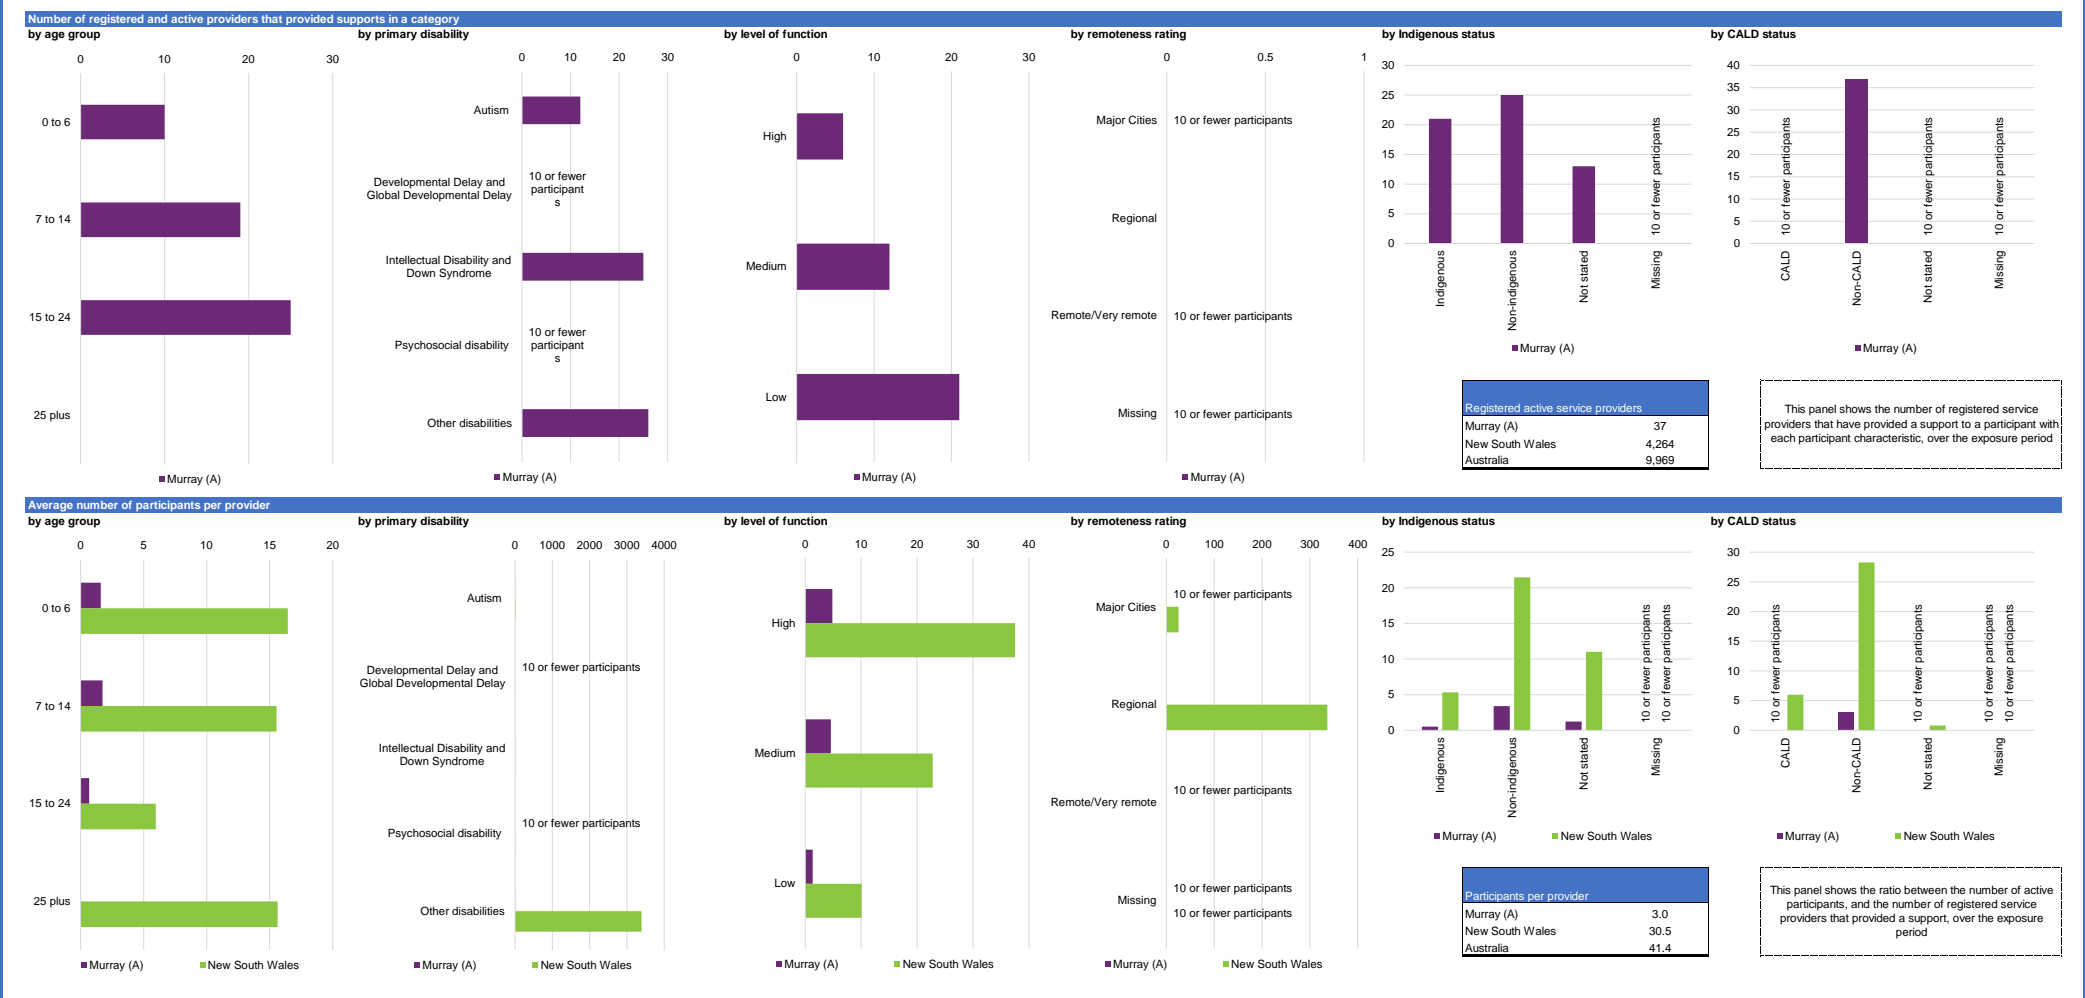 Number of registered and active providers that provided supports in a category
by age group
0 10 20 30
0 to 6
7 to 14
15 to 24
25 plus
Murray (A)
by primary disability
0 10 20 30
Autism
Developmental Delay and
Global Developmental Delay
10 or fewer
participant
s
Intellectual Disability and
Down Syndrome
Psychosocial disability
10 or fewer
participant
s
Other disabilities
Murray (A)
by level of function
0 10 20 30
High
Medium
Low
Murray (A)
by remoteness rating
0 0.5 1
Major Cities 10 or fewer participants
Regional
Remote/Very remote 10 or fewer participants
Missing 10 or fewer participants
Murray (A)
by Indigenous status
30
25
20
15
10
5
0
10 or fewer participants
Indigenous
Non-indigenous
Not stated
Missing
Murray (A)
by CALD status
40
35
30
25
20
15
10
5
0
10 or fewer participants
10 or fewer participants
10 or fewer participants
CALD
Non-CALD
Not stated
Missing
Murray (A)
Registered active service providers
Murray (A) 37
New South Wales 4,264
Australia 9,969
This panel shows the number of registered service
providers that have provided a support to a participant with
each participant characteristic, over the exposure period
Average number of participants per provider
by age group
0 5 10 15 20
0 to 6
7 to 14
15 to 24
25 plus
Murray (A) New South Wales
by primary disability
0 1000 2000 3000 4000
Autism
Developmental Delay and
Global Developmental Delay
10 or fewer participants
Intellectual Disability and
Down Syndrome
Psychosocial disability
10 or fewer participants
Other disabilities
Murray (A) New South Wales
by level of function
0 10 20 30 40
High
Medium
Low
Murray (A) New South Wales
by remoteness rating
0 100 200 300 400
10 or fewer participants
Major Cities
Regional
10 or fewer participants
Remote/Very remote
10 or fewer participants
Missing
10 or fewer participants
Murray (A) New South Wales
by Indigenous status
25
20
15
10
5
0
10 or fewer participants
10 or fewer participants
Indigenous
Non-indigenous
Not stated
Missing
Murray (A) New South Wales
by CALD status
30
25
20
15
10
5
0
10 or fewer participants
10 or fewer participants
10 or fewer participants
10 or fewer participants
CALD
Non-CALD
Not stated
Missing
Murray (A) New South Wales
Participants per provider
Murray (A) 3.0
New South Wales 30.5
Australia 41.4
This panel shows the ratio between the number of active
participants, and the number of registered service
providers that provided a support, over the exposure
period